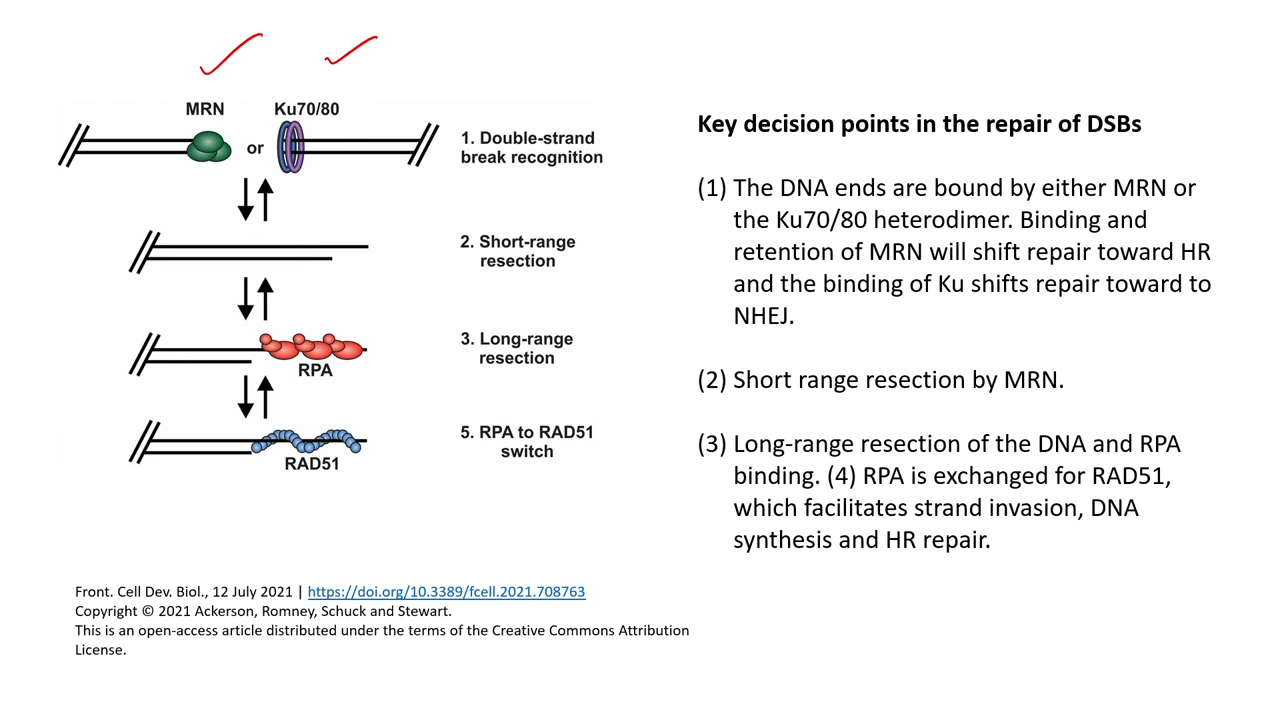 MRN
Ku70/80
or
1. Double-strand
break recognition
2. Short-range
resection
3. Long-range
resection
RPA
5. RPA to RAD51
switch
RAD51
Key decision points in the repair of DSBs
(1) The DNA ends are bound by either MRN or
the Ku70/80 heterodimer. Binding and
retention of MRN will shift repair toward HR
and the binding of Ku shifts repair toward to
NHEJ.
(2) Short range resection by MRN.
(3) Long-range resection of the DNA and RPA
binding. (4) RPA is exchanged for RAD51,
which facilitates strand invasion, DNA
synthesis and HR repair.
Front. Cell Dev. Biol., 12 July 2021 | https://doi.org/10.3389/fcell.2021.708763
Copyright © 2021 Ackerson, Romney, Schuck and Stewart.
This is an open-access article distributed under the terms of the Creative Commons Attribution
License.